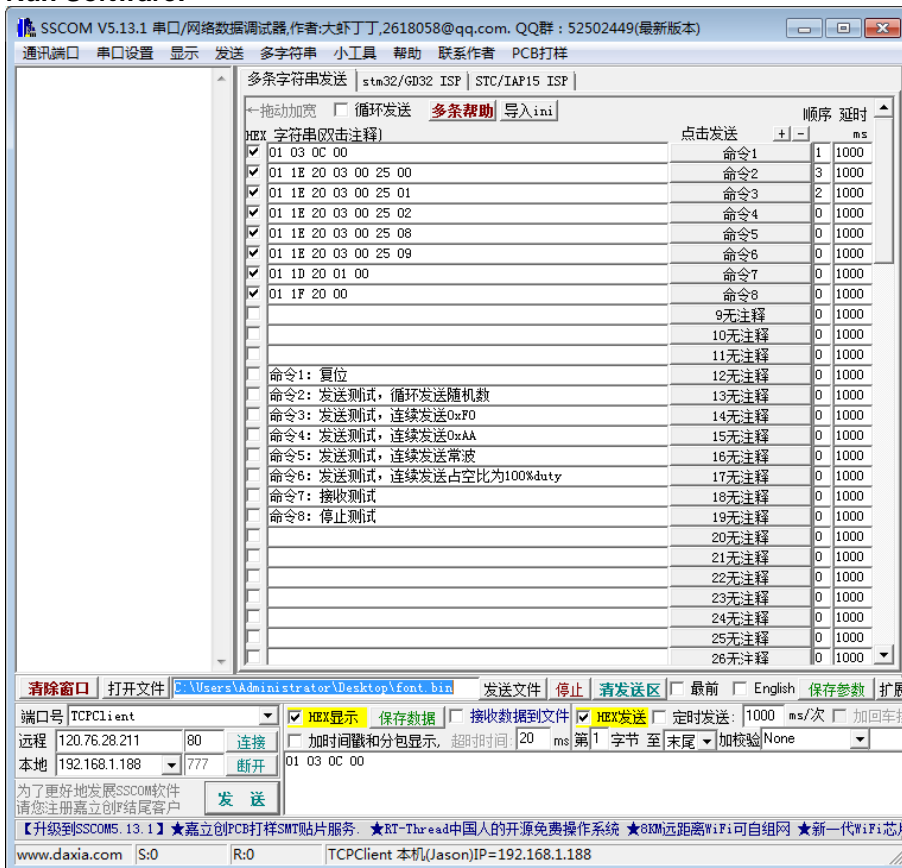 SSCOM V5.13.1 串口/网络数据调试器,作者:大虾丁丁,2618058@qq.com. QQ群：52502449(最新版本)
通讯端口 串口设置 显示 发送 多字符串 小工具 帮助 联系作者 PCB打样
多条字符串发送 stm32/GD32 ISP STC/IAP15 ISP
←拖动加宽 循环发送 多条帮助 导入ini 顺序 延时
HEX 字符串(双击注释) 点击发送 + - ms
01 03 0C 00 命令1 1 1000
01 1E 20 03 00 25 00 命令2 3 1000
01 1E 20 03 00 25 01 命令3 2 1000
01 1E 20 03 00 25 02 命令4 0 1000
01 1E 20 03 00 25 08 命令5 0 1000
01 1E 20 03 00 25 09 命令6 0 1000
01 1D 20 01 00 命令7 0 1000
01 1F 20 00 命令8 0 1000
9无注释 0 1000
10无注释 0 1000
11无注释 0 1000
命令1：复位 12无注释 0 1000
命令2：发送测试，循环发送随机数 13无注释 0 1000
命令3：发送测试，连续发送0xF0 14无注释 0 1000
命令4：发送测试，连续发送0xAA 15无注释 0 1000
命令5：发送测试，连续发送常波 16无注释 0 1000
命令6：发送测试，连续发送占空比为100%duty 17无注释 0 1000
命令7：接收测试 18无注释 0 1000
命令8：停止测试 19无注释 0 1000
20无注释 0 1000
21无注释 0 1000
22无注释 0 1000
23无注释 0 1000
24无注释 0 1000
25无注释 0 1000
26无注释 0 1000
清除窗口 打开文件 C:\Users\Administrator\Desktop\font.bin 发送文件 停止 清发送区 最前 English 保存参数 扩展
端口号 TCPClient HEX显示 保存数据 接收数据到文件 HEX发送 定时发送: 1000 ms/次 加回车
远程 120.76.28.211 80 连接 加时间戳和分包显示, 超时时间: 20 ms 第1 字节 至 末尾 加校验 None
本地 192.168.1.188 777 断开 01 03 0C 00
为了更好地发展SSCOM软件
请您注册嘉立创F结尾客户 发 送
【升级到SSCOM5.13.1】★嘉立创PCB打样SMT贴片服务. ★RT-Thread中国人的开源免费操作系统 ★8KM远距离WiFi可自组网 ★新一代WiFi芯
www.daxia.com S:0 R:0 TCPClient 本机(Jason)IP=192.168.1.188